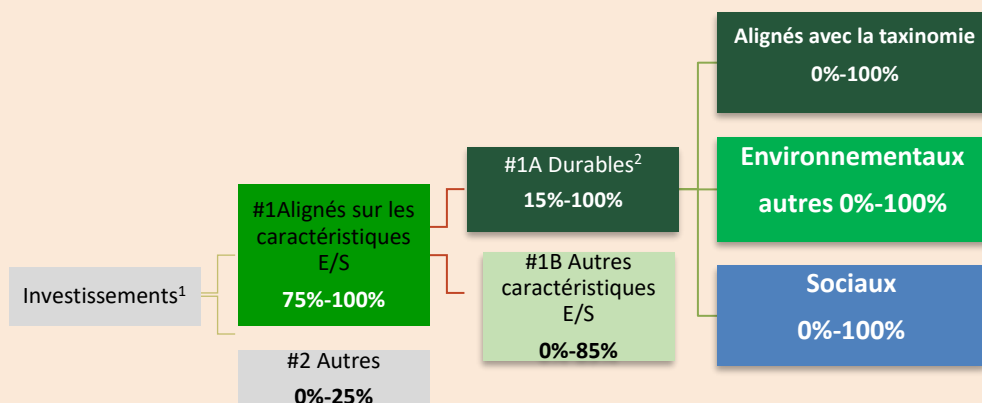 Investissements¹
#1Alignés sur les
caractéristiques
E/S
75%-100%
#2 Autres
0%-25%
#1A Durables²
15%-100%
#1B Autres
caractéristiques
E/S
0%-85%
Alignés avec la taxinomie
0%-100%
Environnementaux
autres 0%-100%
Sociaux
0%-100%